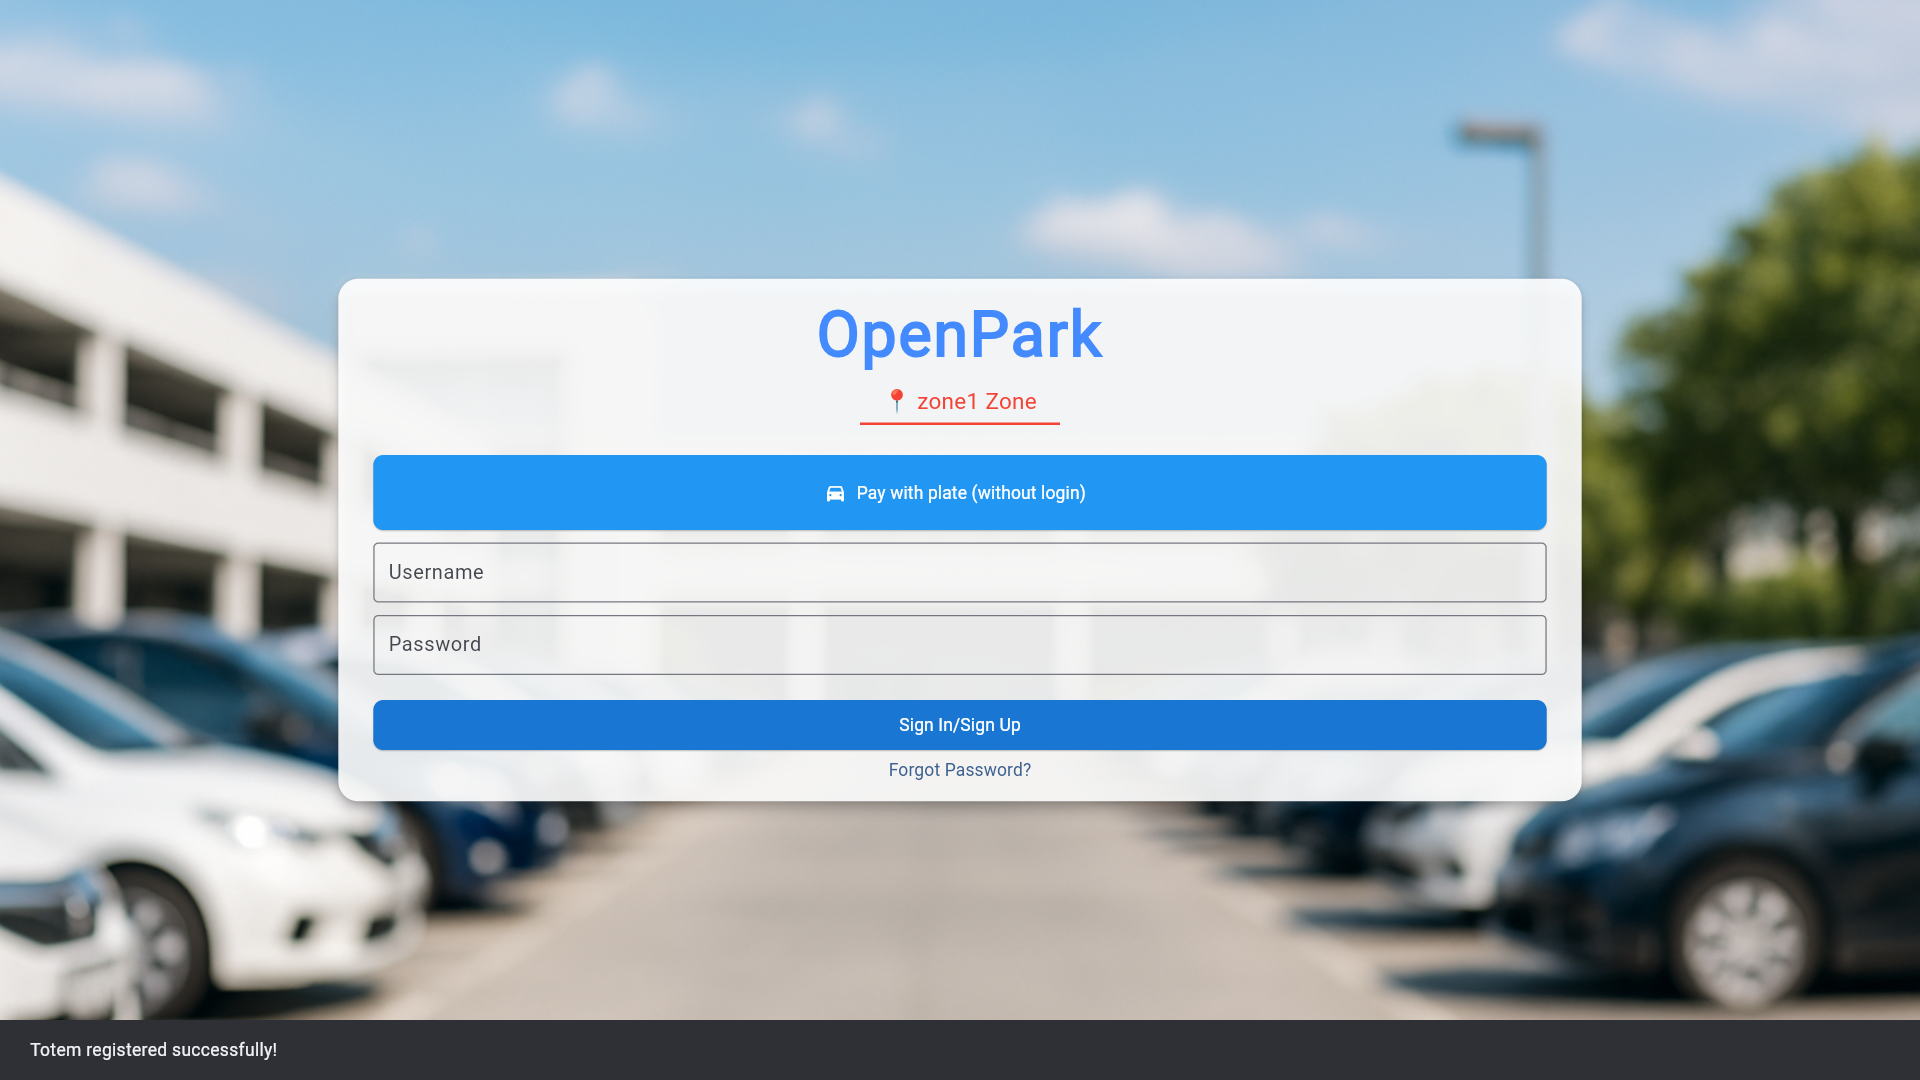 OpenPark
📍 zone1 Zone
Pay with plate (without login)
Username
Password
Sign In/Sign Up
Forgot Password?
Totem registered successfully!